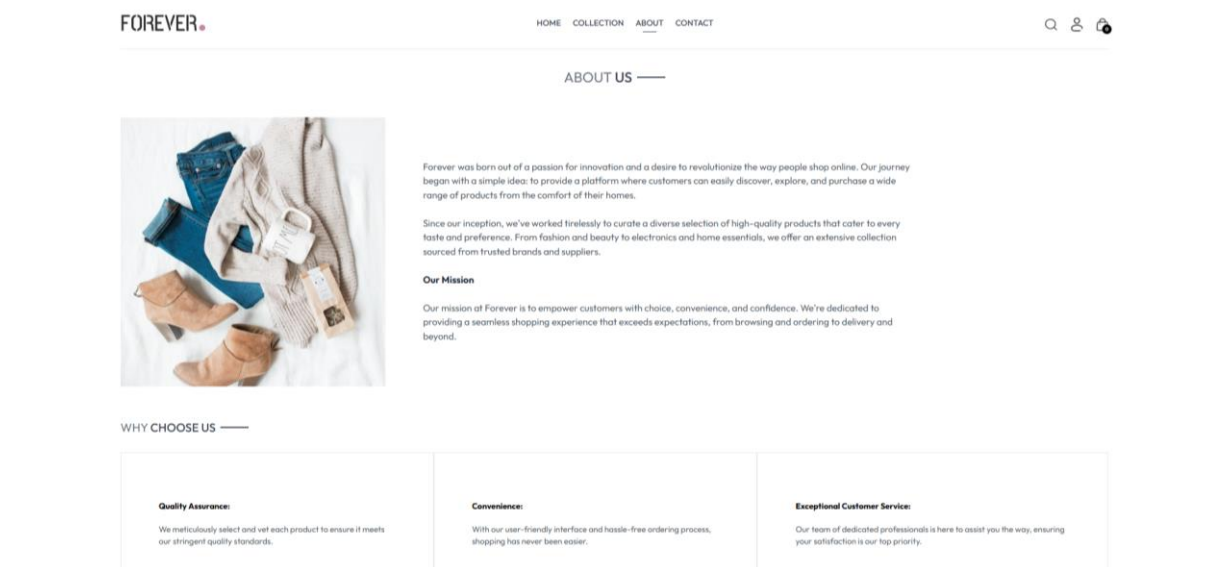 FOREVER.
HOME COLLECTION ABOUT CONTACT
0
ABOUT US
Forever was born out of a passion for innovation and a desire to revolutionize the way people shop online. Our journey
began with a simple idea: to provide a platform where customers can easily discover, explore, and purchase a wide
range of products from the comfort of their homes.
Since our inception, we've worked tirelessly to curate a diverse selection of high-quality products that cater to every
taste and preference. From fashion and beauty to electronics and home essentials, we offer an extensive collection
sourced from trusted brands and suppliers.
Our Mission
Our mission at Forever is to empower customers with choice, convenience, and confidence. We're dedicated to
providing a seamless shopping experience that exceeds expectations, from browsing and ordering to delivery and
beyond.
WHY CHOOSE US
Quality Assurance:
We meticulously select and vet each product to ensure it meets
our stringent quality standards.
Convenience:
With our user-friendly interface and hassle-free ordering process,
shopping has never been easier.
Exceptional Customer Service:
Our team of dedicated professionals is here to assist you the way, ensuring
your satisfaction is our top priority.